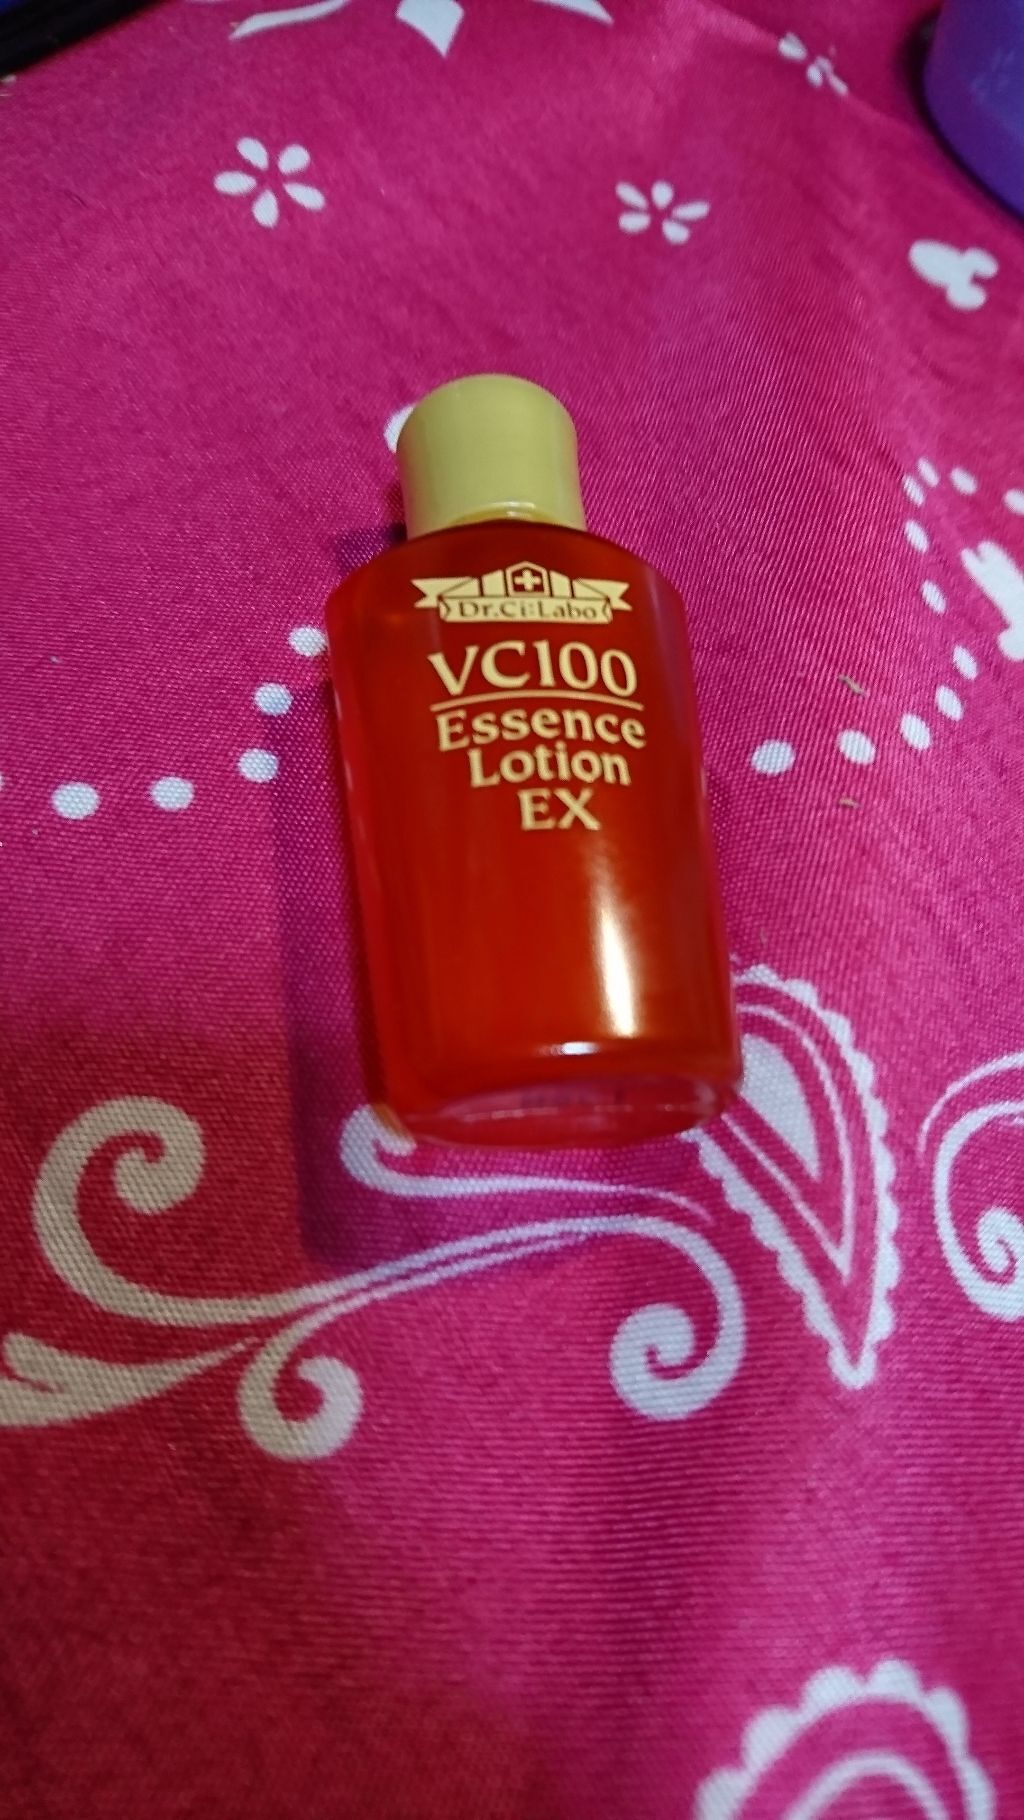 Dr.Ci:Labo
VC100
Essence
Lotion
EX